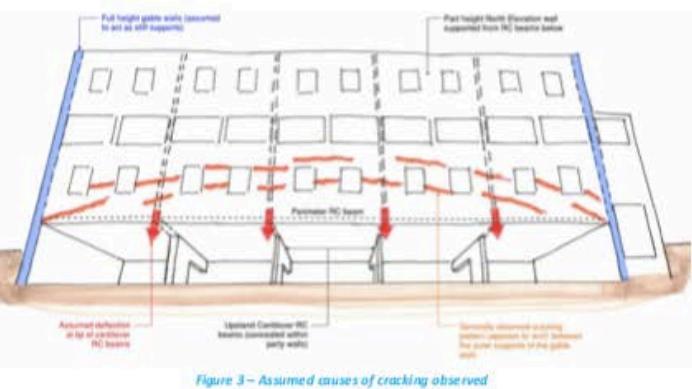 Full height gable walls (assumed
to act as stiff supports)
Part height North Elevation wall
supported from RC beams below
Perimeter RC beam
Assumed deflection
at tip of cantilever
RC beams
Upstand Cantilever RC
beams (concealed within
party walls)
Generally observed cracking
pattern appears to arch between
the outer supports of the gable
wall.
Figure 3 – Assumed causes of cracking observed